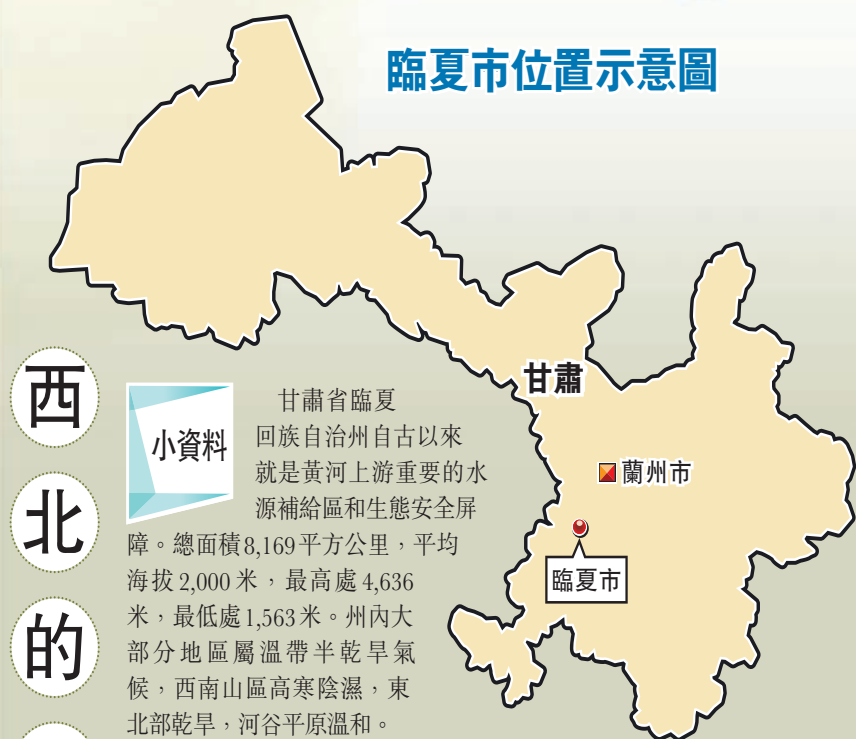 臨夏市位置示意圖
甘肅
蘭州市
臨夏市
西
北
的
小資料
甘肅省臨夏
回族自治州自古以來
就是黃河上游重要的水
源補給區和生態安全屏
障。總面積8,169平方公里，平均
海拔2,000米，最高處4,636
米，最低處1,563米。州內大
部分地區屬溫帶半乾旱氣
候，西南山區高寒陰濕，東
北部乾旱，河谷平原溫和。